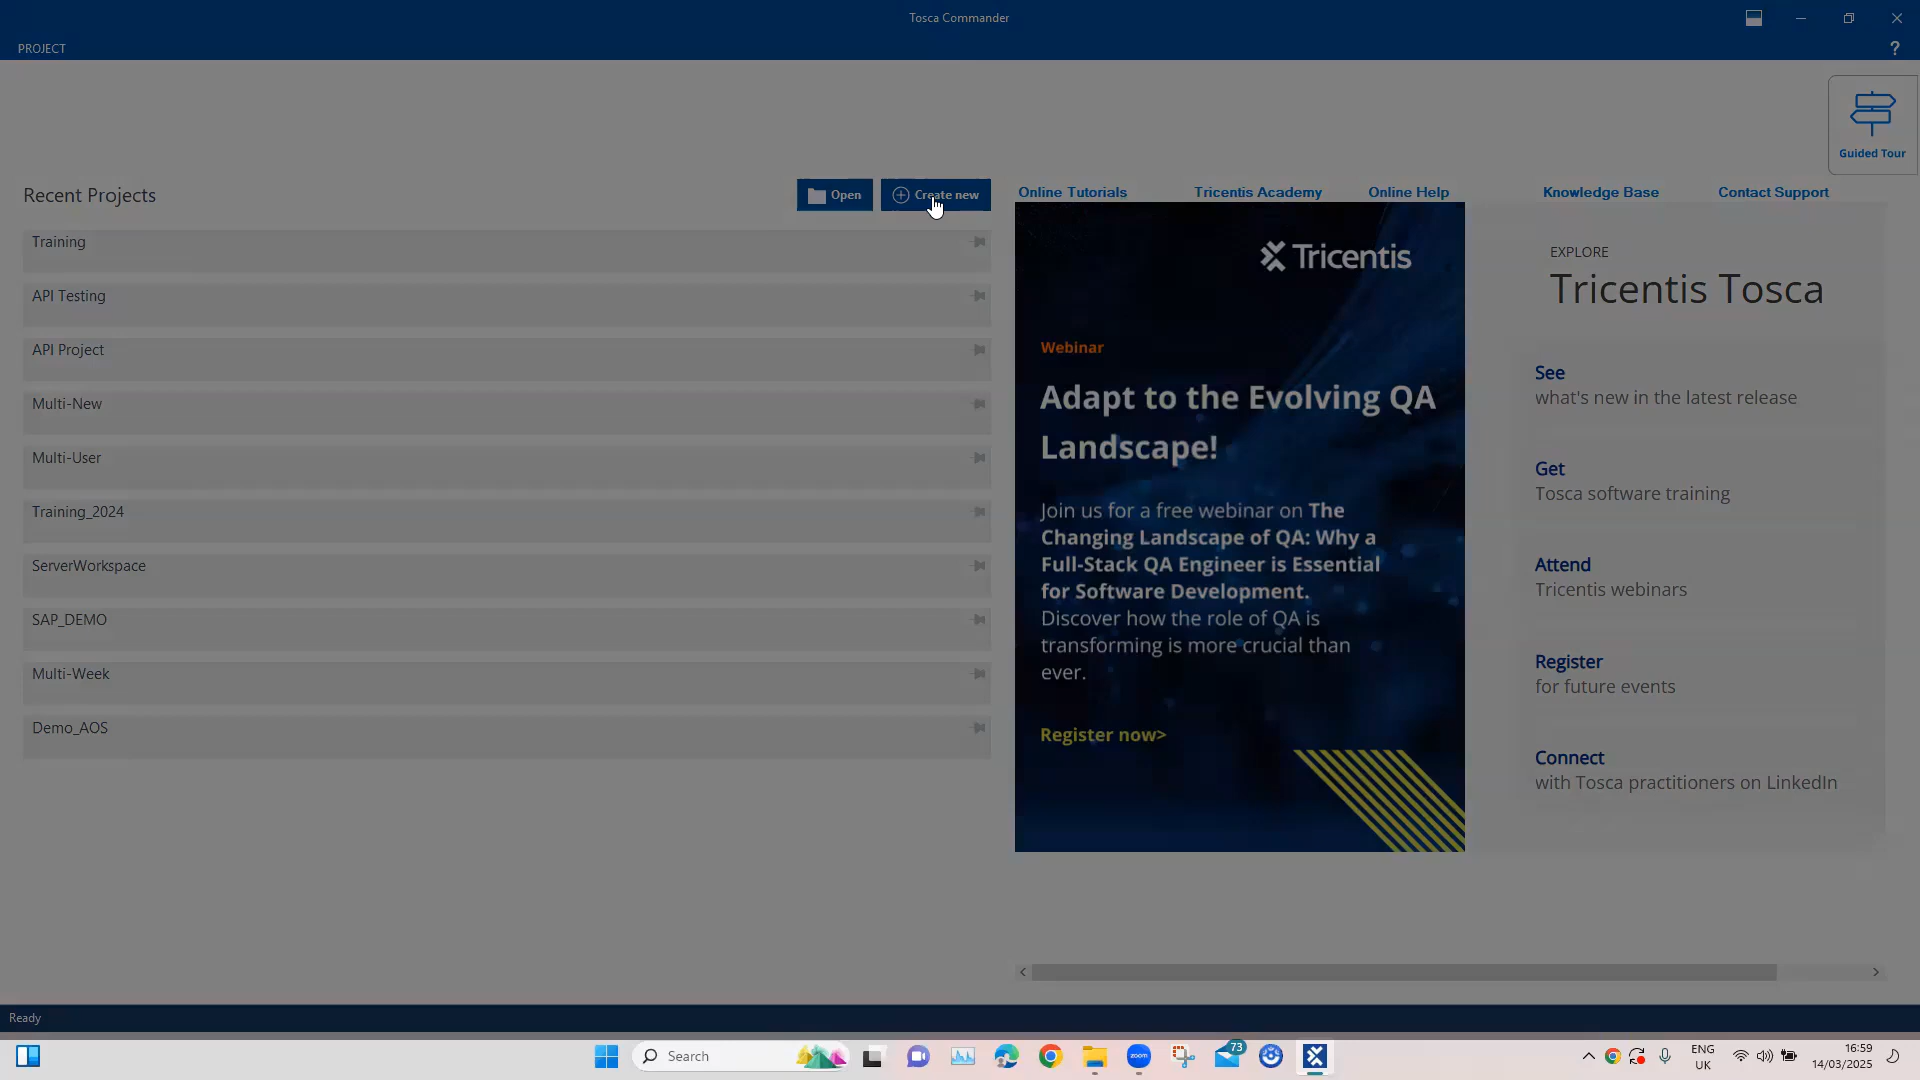 Tosca Commander
PROJECT
?
Guided Tour
Recent Projects
Open
Create new
Online Tutorials
Tricentis Academy
Online Help
Knowledge Base
Contact Support
Training
API Testing
API Project
Multi-New
Multi-User
Training_2024
ServerWorkspace
SAP_DEMO
Multi-Week
Demo_AOS
Tricentis
Webinar
Adapt to the Evolving QA
Landscape!
Join us for a free webinar on The
Changing Landscape of QA: Why a
Full-Stack QA Engineer is Essential
for Software Development.
Discover how the role of QA is
transforming is more crucial than
ever.
Register now>
EXPLORE
Tricentis Tosca
See
what's new in the latest release
Get
Tosca software training
Attend
Tricentis webinars
Register
for future events
Connect
with Tosca practitioners on LinkedIn
Ready
Search
zoom
73
ENG
UK
16:59
14/03/2025